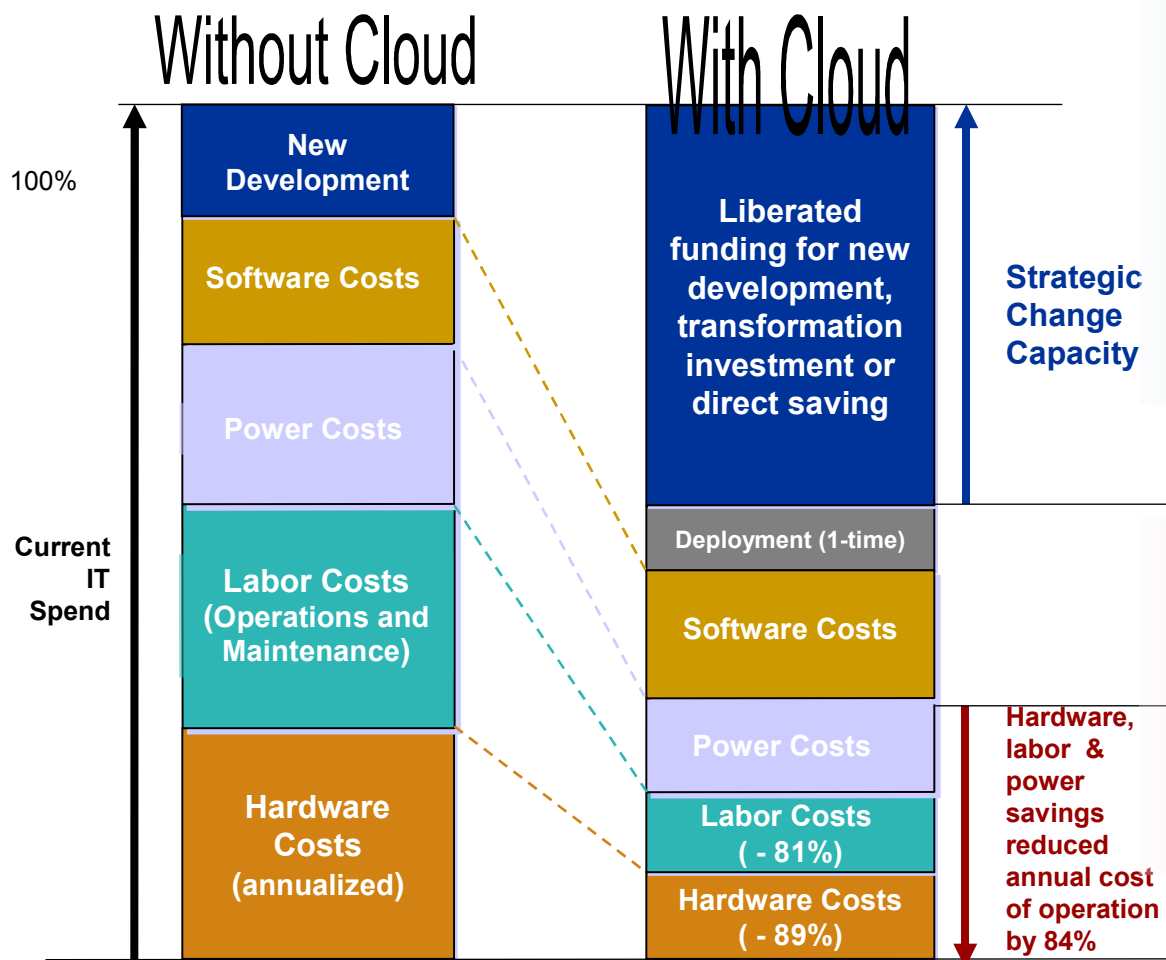 Without Cloud
With Cloud
100%
Current
IT
Spend
New
Development
Software Costs
Power Costs
Labor Costs
(Operations and
Maintenance)
Hardware
Costs
(annualized)
Liberated
funding for new
development,
transformation
investment or
direct saving
Deployment (1-time)
Software Costs
Power Costs
Labor Costs
( - 81%)
Hardware Costs
( - 89%)
Strategic
Change
Capacity
Hardware,
labor &
power
savings
reduced
annual cost
of operation
by 84%